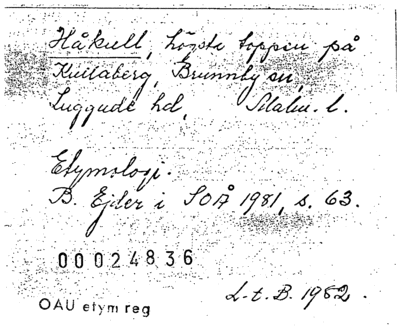 Håkull, högste toppen på
Kullaberg, Brunnby sn,
Luggude hd, Malm. l.
Etymologi.
B. Ejder i SOÅ 1981, s. 63.
00024836
L-t. B. 1982.
OAU etym reg